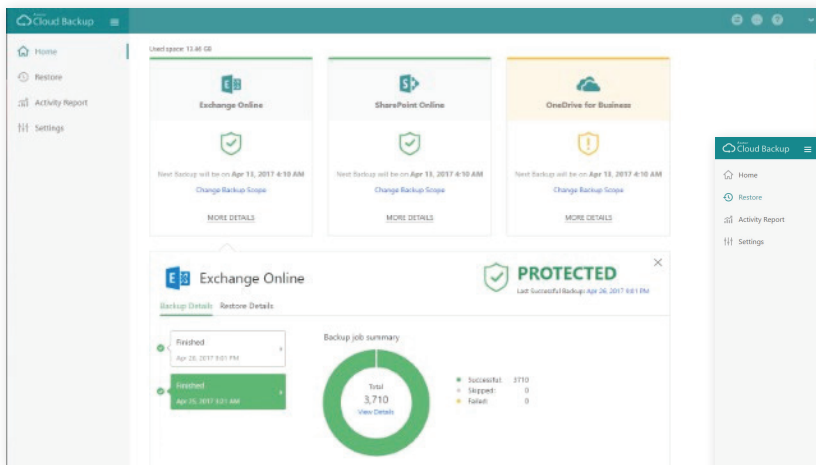 Cloud Backup
Home
Restore
Activity Report
Settings
Used space: 13.46 GB
Exchange Online
Next Backup will be on Apr 13, 2017 4:10 AM
Change Backup Scope
MORE DETAILS
SharePoint Online
Next Backup will be on Apr 13, 2017 4:10 AM
Change Backup Scope
MORE DETAILS
OneDrive for Business
Next Backup will be on Apr 13, 2017 4:10 AM
Change Backup Scope
MORE DETAILS
Exchange Online
PROTECTED
Last Successful Backup: Apr 26, 2017 9:01 PM
Backup Details Restore Details
Finished
Apr 26, 2017 9:01 PM
Finished
Apr 25, 2017 3:21 AM
Backup job summary
Total
3,710
View Details
Successful: 3710
Skipped: 0
Failed: 0
Cloud Backup
Home
Restore
Activity Report
Settings